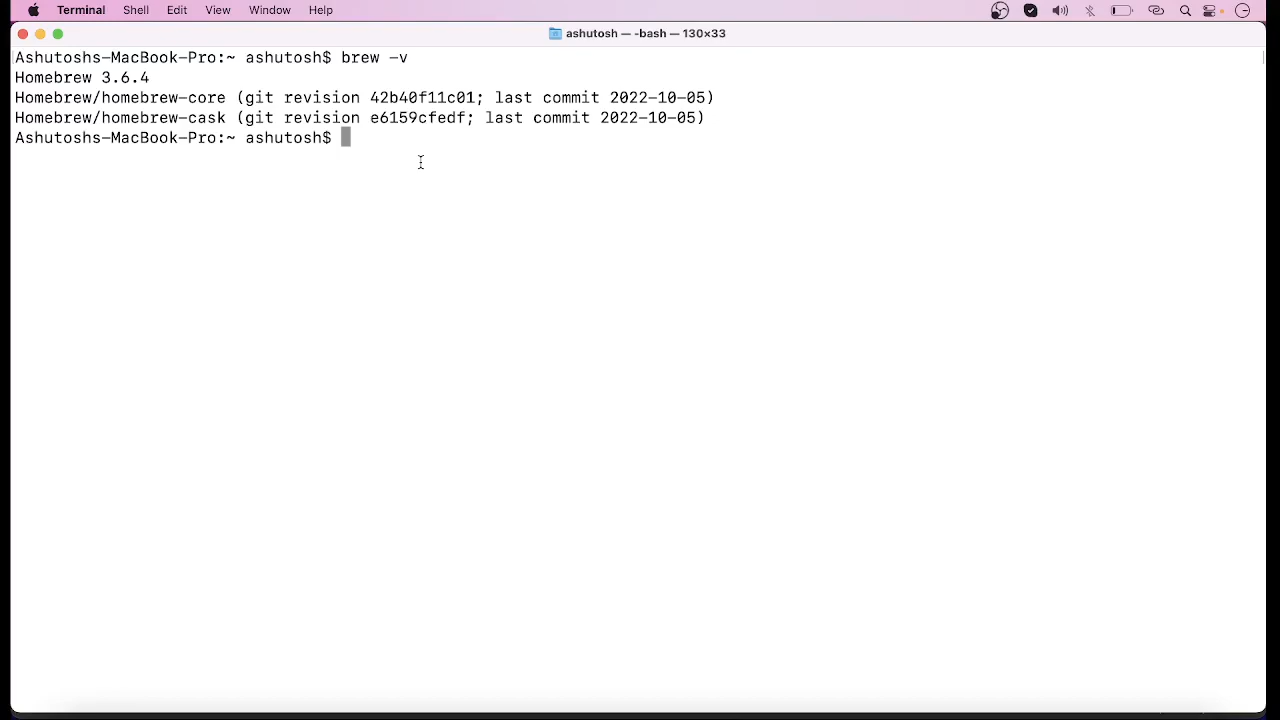 Terminal Shell Edit View Window Help
ashutosh — -bash — 130×33
Ashutoshs-MacBook-Pro:~ ashutosh$ brew -v
Homebrew 3.6.4
Homebrew/homebrew-core (git revision 42b40f11c01; last commit 2022-10-05)
Homebrew/homebrew-cask (git revision e6159cfedf; last commit 2022-10-05)
Ashutoshs-MacBook-Pro:~ ashutosh$